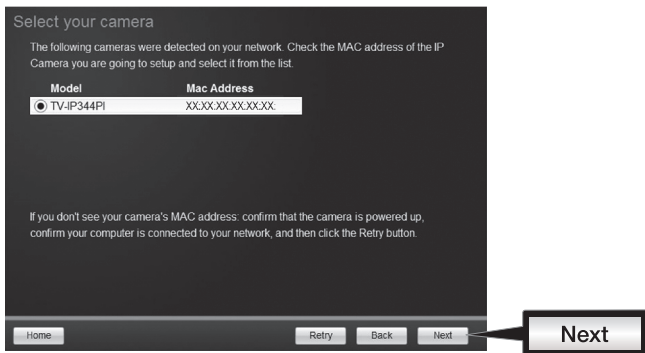 Select your camera
The following cameras were detected on your network. Check the MAC address of the IP
Camera you are going to setup and select it from the list.
Model Mac Address
TV-IP344PI XX:XX:XX:XX:XX:XX:
If you don't see your camera's MAC address: confirm that the camera is powered up,
confirm your computer is connected to your network, and then click the Retry button.
Home Retry Back Next
Next